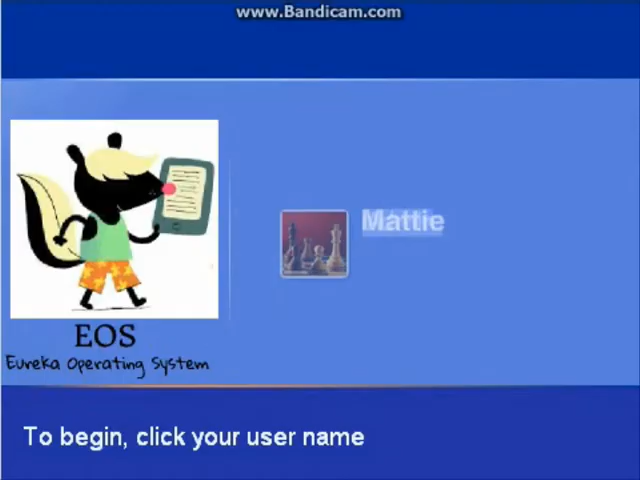 www.Bandicam.com
Mattie
EOS
Eureka Operating System
To begin, click your user name